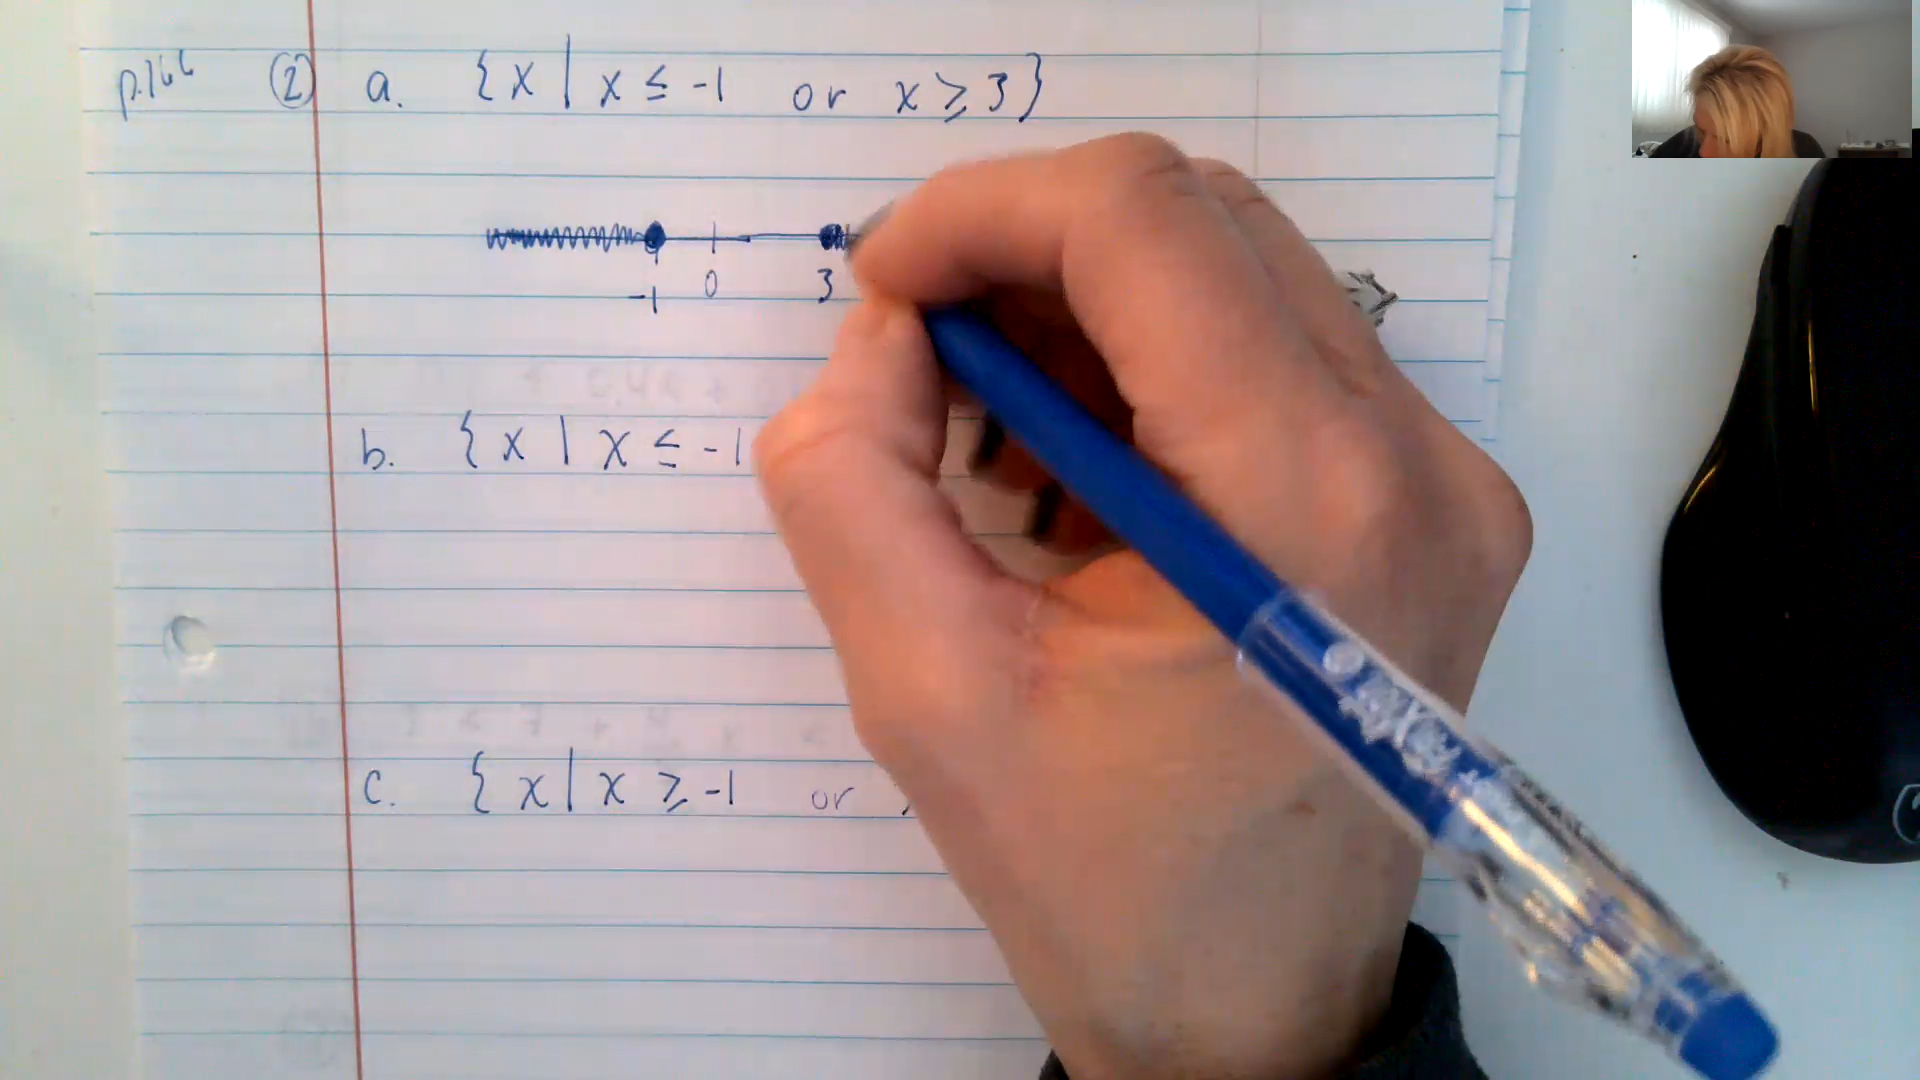 p.166 ② a. {x | x ≤ -1 or x ≥ 3}
-1 0 3
b. {x | x ≤ -1
c. {x | x ≥ -1 or